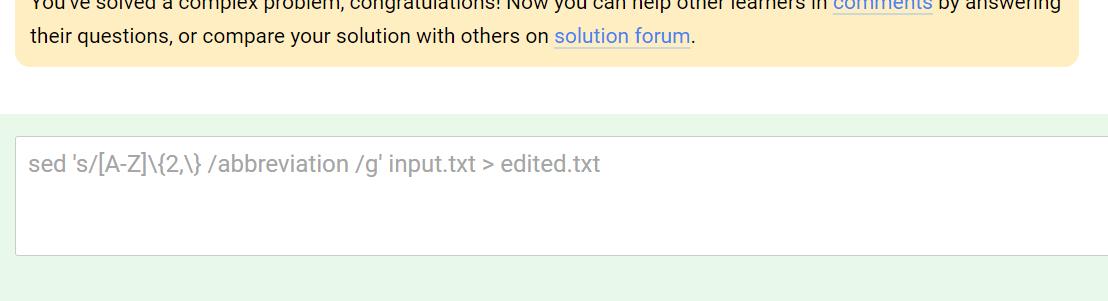 You've solved a complex problem, congratulations! Now you can help other learners in comments by answering
their questions, or compare your solution with others on solution forum.
sed 's/[A-Z]\{2,\} /abbreviation /g' input.txt > edited.txt